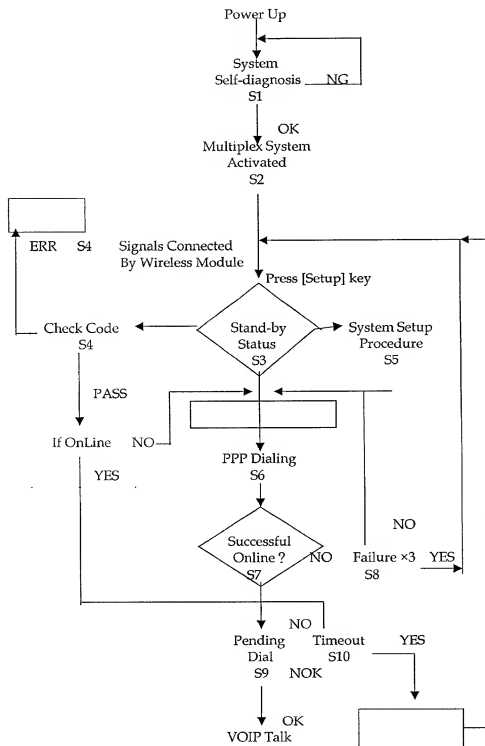 Power Up
System
Self-diagnosis NG
S1
OK
Multiplex System
Activated
S2
ERR S4
Signals Connected
By Wireless Module
Press [Setup] key
Check Code
S4
Stand-by
Status
S3
System Setup
Procedure
S5
PASS
If OnLine NO
YES
PPP Dialing
S6
NO
Successful
Online ?
NO
S7
Failure ×3 YES
S8
NO
Pending
Dial
S9 NOK
Timeout YES
S10
OK
VOIP Talk